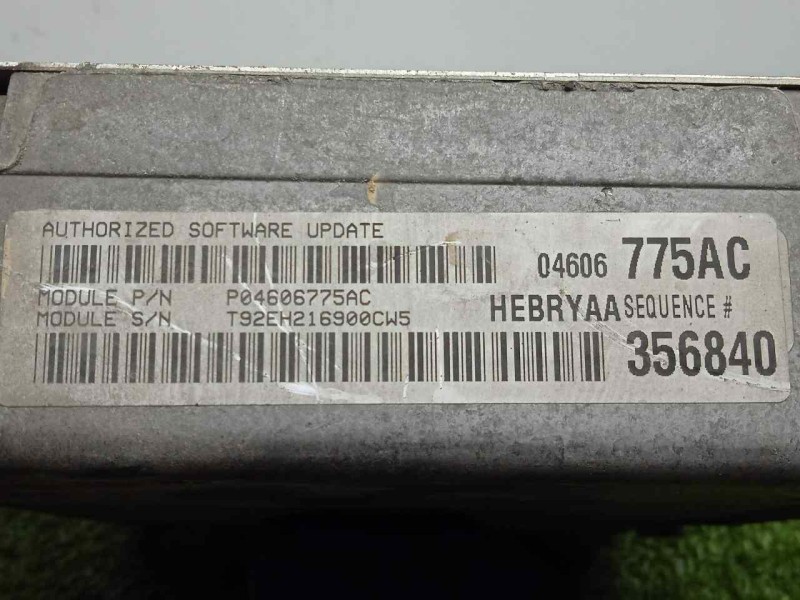 AUTHORIZED SOFTWARE UPDATE
04606 775AC
MODULE P/N P04606775AC
MODULE S/N T92EH216900CW5
HEBRYAA SEQUENCE #
356840